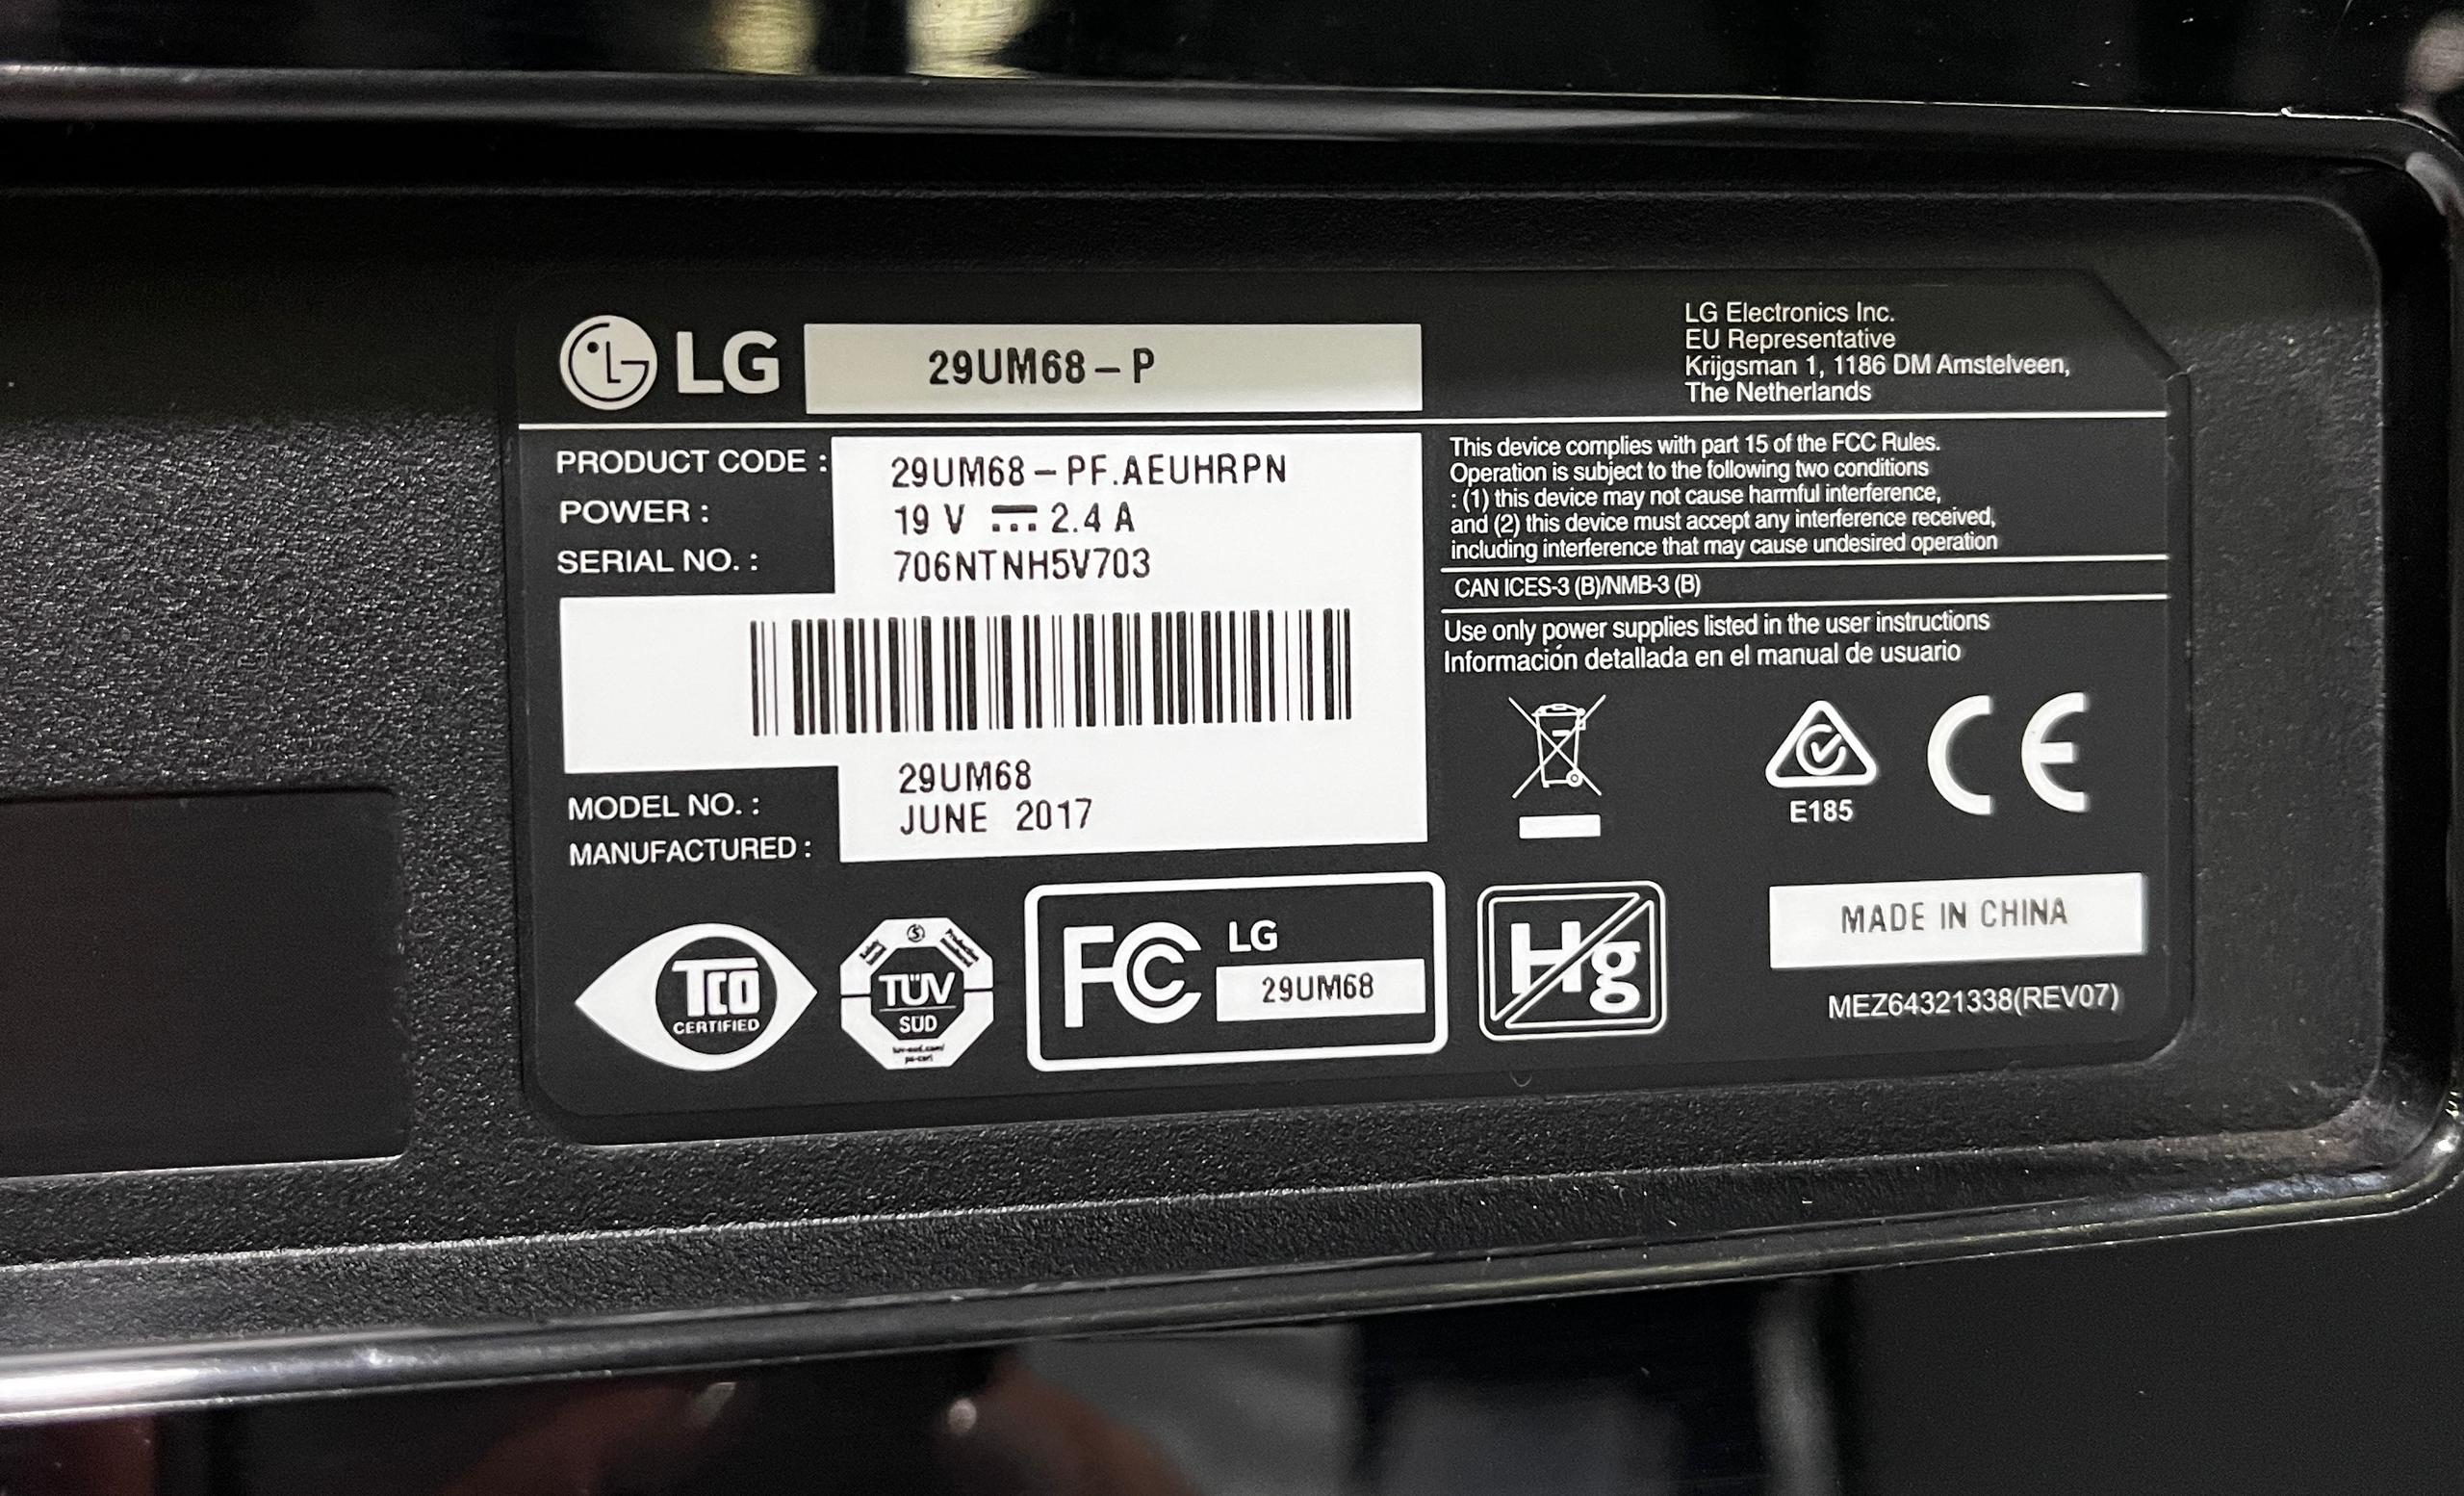 LG 29UM68-P
PRODUCT CODE : 29UM68-PF.AEUHRPN
POWER : 19 V ⎓ 2.4 A
SERIAL NO. : 706NTNH5V703
MODEL NO. : 29UM68
MANUFACTURED : JUNE 2017
TCO
CERTIFIED
TÜV
SÜD
FC LG
29UM68
Hg
LG Electronics Inc.
EU Representative
Krijgsman 1, 1186 DM Amstelveen,
The Netherlands
This device complies with part 15 of the FCC Rules.
Operation is subject to the following two conditions
: (1) this device may not cause harmful interference,
and (2) this device must accept any interference received,
including interference that may cause undesired operation
CAN ICES-3 (B)/NMB-3 (B)
Use only power supplies listed in the user instructions
Información detallada en el manual de usuario
E185
CE
MADE IN CHINA
MEZ64321338(REV07)